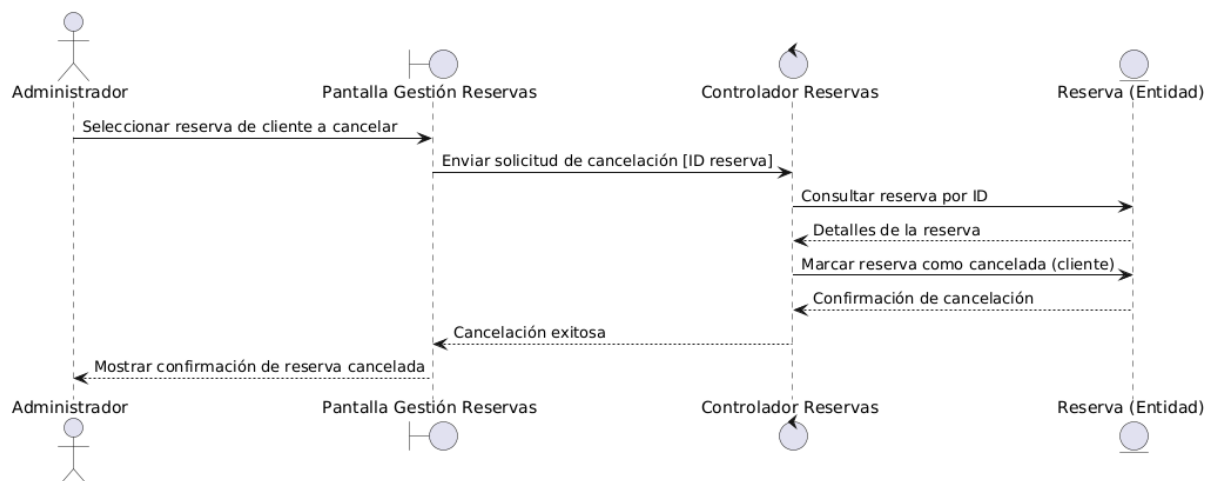 Administrador
Pantalla Gestión Reservas
Controlador Reservas
Reserva (Entidad)
Seleccionar reserva de cliente a cancelar
Enviar solicitud de cancelación [ID reserva]
Consultar reserva por ID
Detalles de la reserva
Marcar reserva como cancelada (cliente)
Confirmación de cancelación
Cancelación exitosa
Mostrar confirmación de reserva cancelada
Administrador
Pantalla Gestión Reservas
Controlador Reservas
Reserva (Entidad)